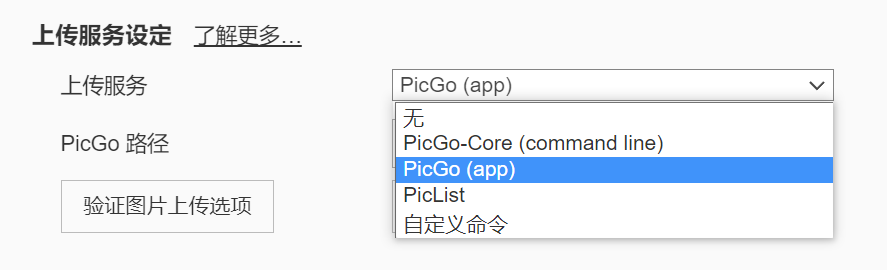 上传服务设定 了解更多…
上传服务 PicGo (app)
无
PicGo 路径 PicGo-Core (command line)
PicGo (app)
PicList
验证图片上传选项 自定义命令